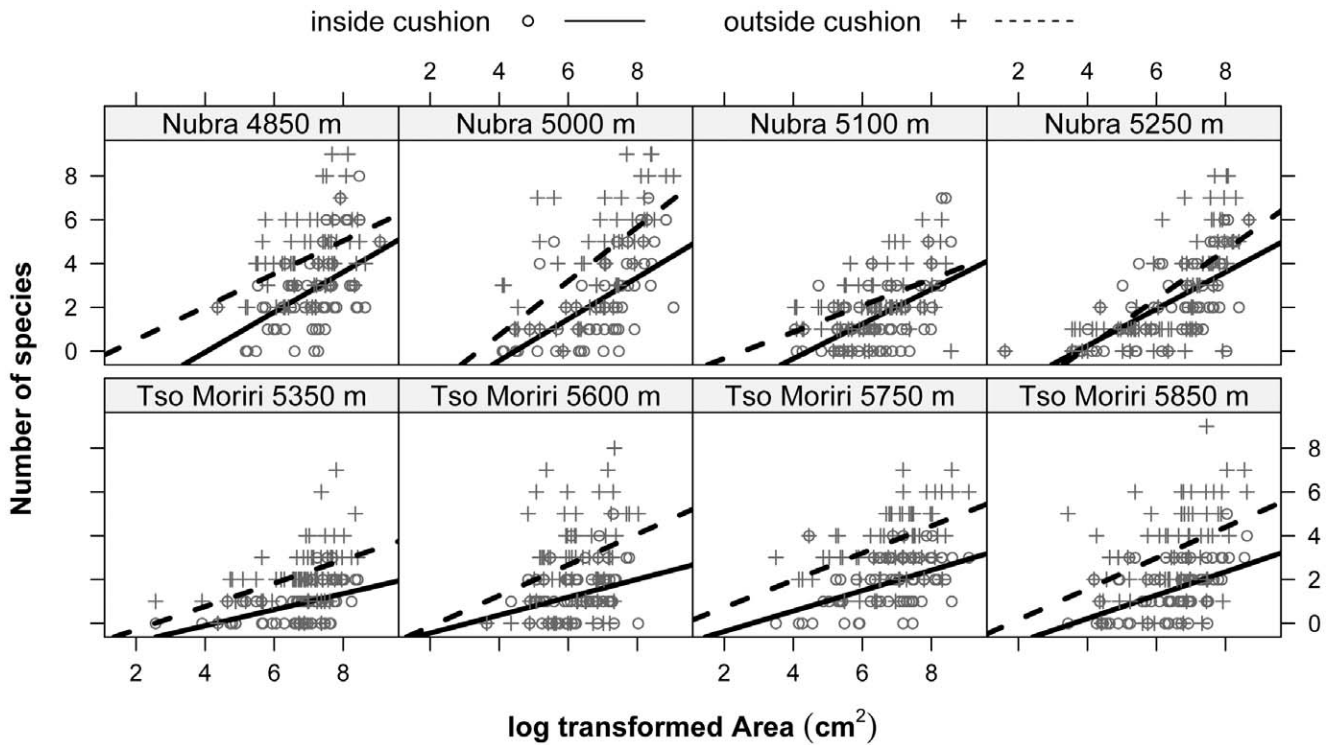 inside cushion outside cushion
2 4 6 8 2 4 6 8
Nubra 4850 m Nubra 5000 m Nubra 5100 m Nubra 5250 m
8
6
4
2
0
Number of species
Tso Moriri 5350 m Tso Moriri 5600 m Tso Moriri 5750 m Tso Moriri 5850 m
8
6
4
2
0
2 4 6 8 2 4 6 8
log transformed Area (cm²)